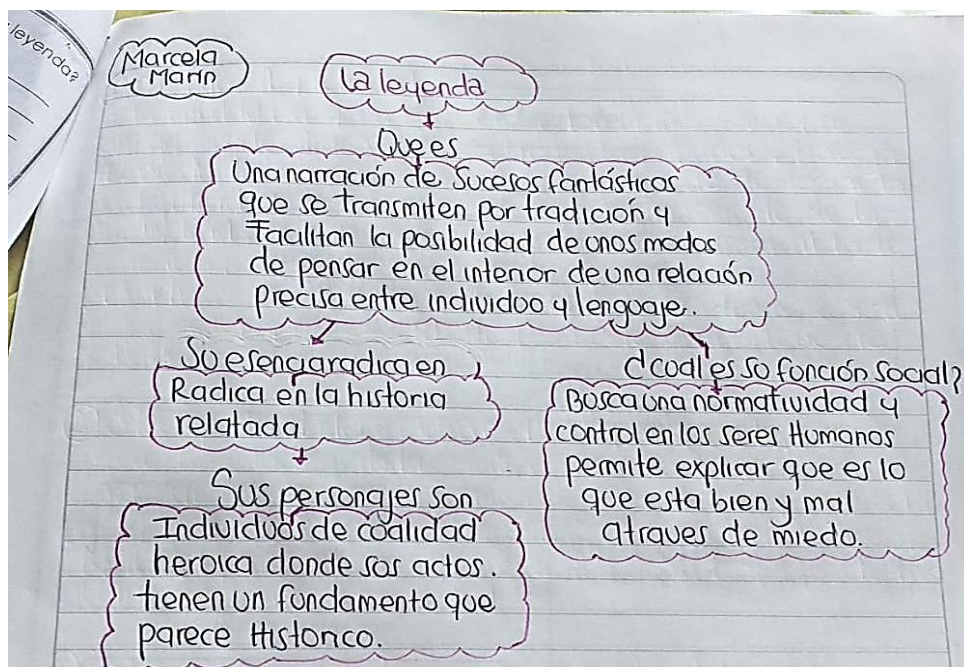 leyenda?
Marcela
Marin
La leyenda
Que es
Una narración de Sucesos fantásticos
que se transmiten por tradición y
Facilitan la posibilidad de unos modos
de pensar en el interior de una relación
Precisa entre individuo y lenguaje.
Su esencia radica en
Radica en la historia
relatada
Sus personajes son
Individuos de cualidad
heroica donde sus actos.
tienen un fundamento que
parece Historico.
¿cual es su función social?
Busca una normatividad y
control en los seres Humanos
permite explicar que es lo
que esta bien y mal
atraves de miedo.